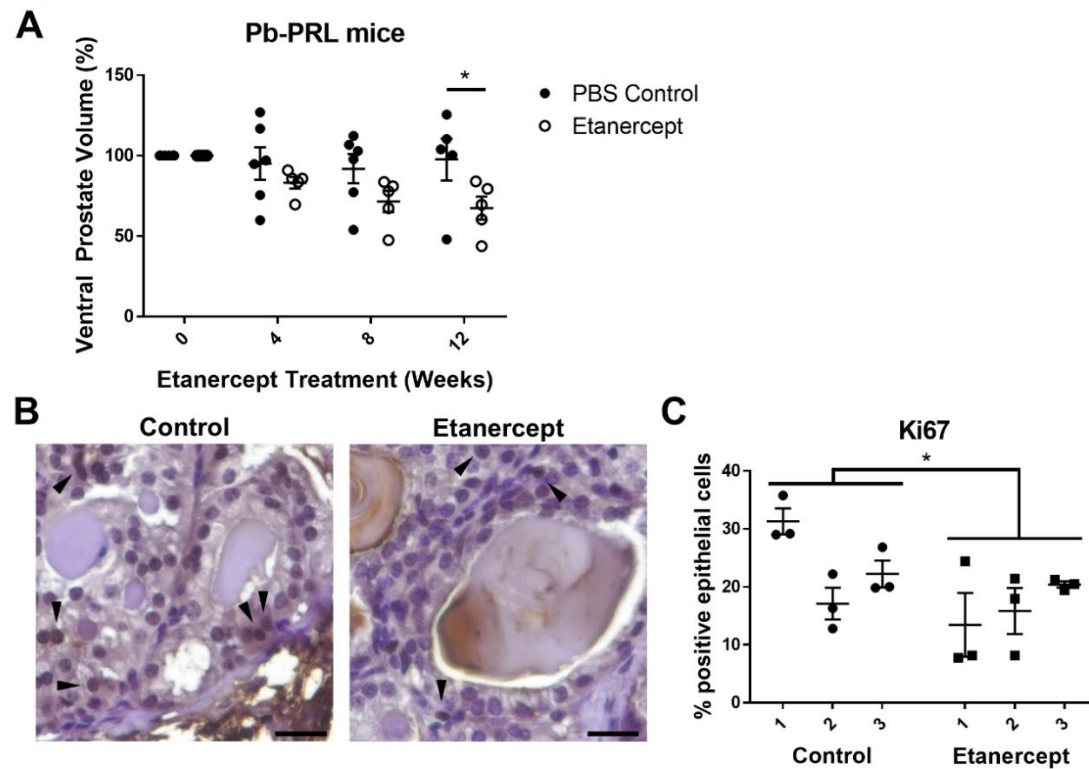 A
Pb-PRL mice
Ventral Prostate Volume (%)
150
100
50
0
*
PBS Control
Etanercept
0
4
8
12
Etanercept Treatment (Weeks)
B
Control
Etanercept
C
Ki67
% positive epithelial cells
40
30
20
10
0
*
1
2
3
1
2
3
Control
Etanercept